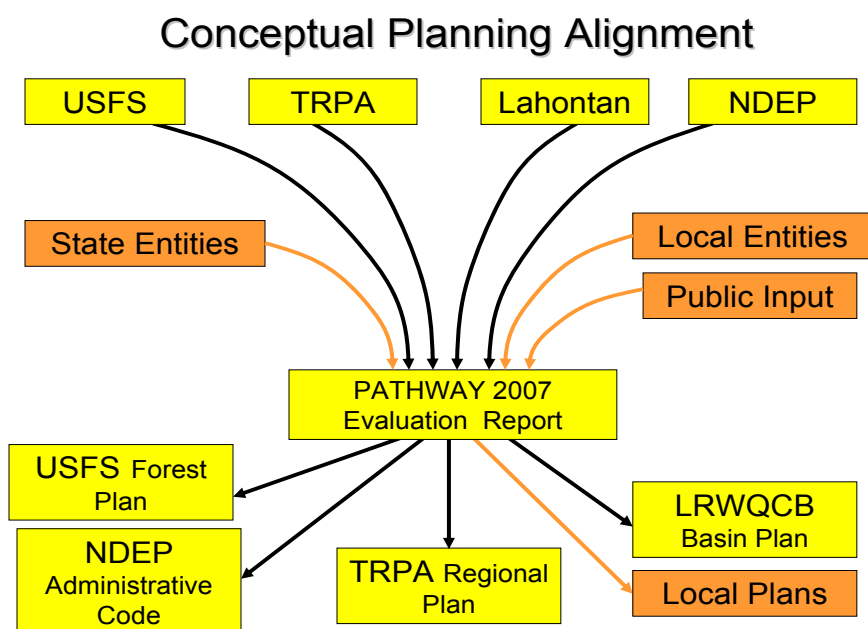 Conceptual Planning Alignment
USFS
TRPA
Lahontan
NDEP
State Entities
Local Entities
Public Input
PATHWAY 2007
Evaluation Report
USFS Forest
Plan
NDEP
Administrative
Code
TRPA Regional
Plan
LRWQCB
Basin Plan
Local Plans